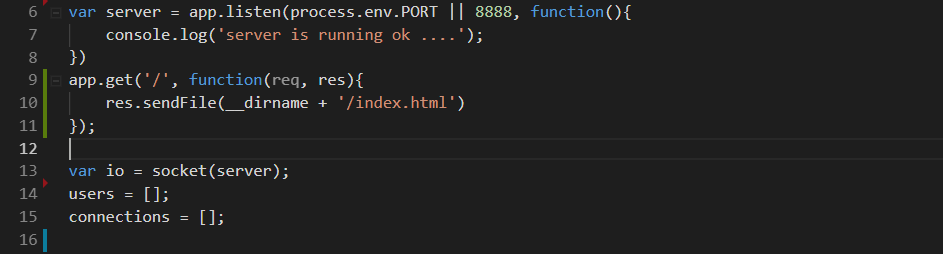 6 var server = app.listen(process.env.PORT || 8888, function(){
7     console.log('server is running ok ....');
8 })
9 app.get('/', function(req, res){
10     res.sendFile(__dirname + '/index.html')
11 });
12
13 var io = socket(server);
14 users = [];
15 connections = [];
16